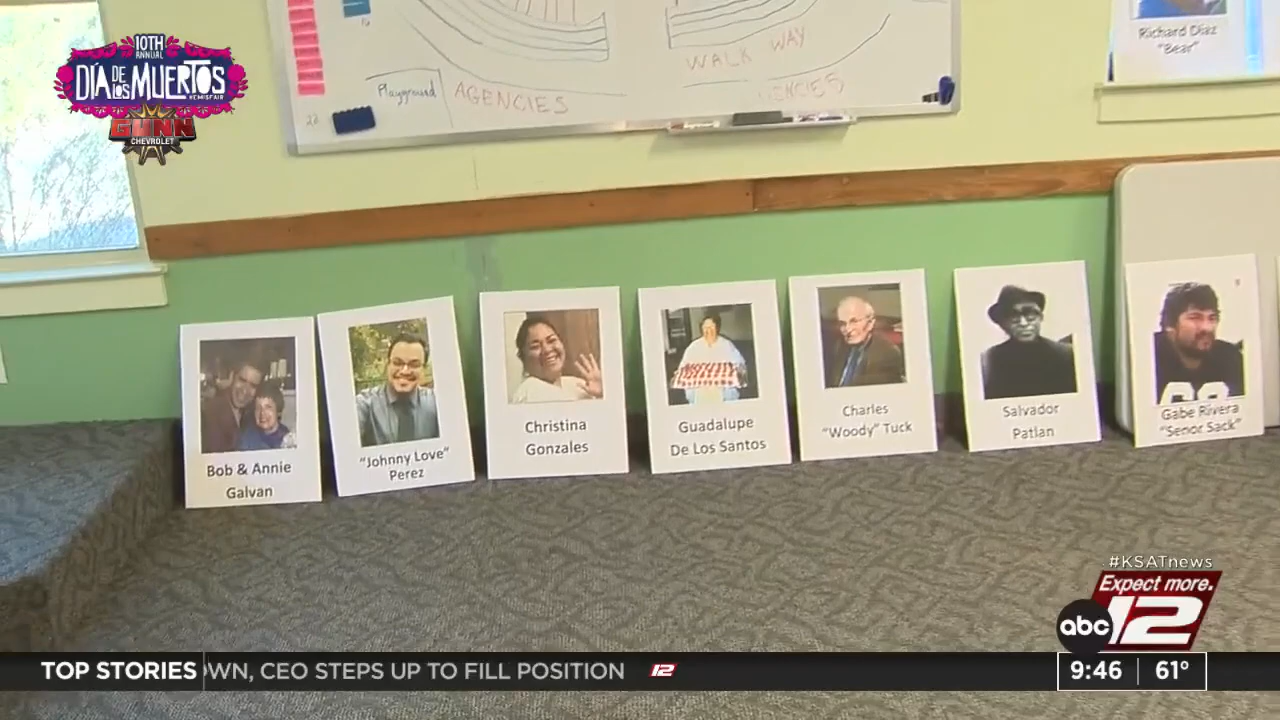 10TH
ANNUAL
DÍA DE LOS MUERTOS
#EMISFAIR
GUNN
CHEVROLET
WALK WAY
Playground
AGENCIES
Richard Diaz
"Bear"
Bob & Annie
Galvan
"Johnny Love"
Perez
Christina
Gonzales
Guadalupe
De Los Santos
Charles
"Woody" Tuck
Salvador
Patlan
Gabe Rivera
"Senor Sack"
#KSATnews
Expect more.
abc 12
TOP STORIES
OWN, CEO STEPS UP TO FILL POSITION 12
9:46 61°